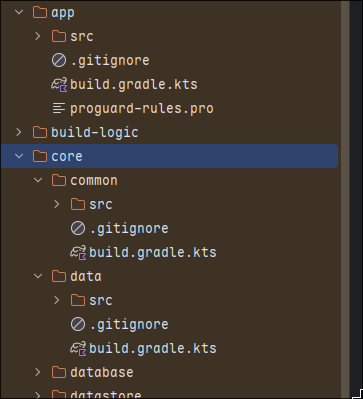 app
src
.gitignore
build.gradle.kts
proguard-rules.pro
build-logic
core
common
src
.gitignore
build.gradle.kts
data
src
.gitignore
build.gradle.kts
database
datastore